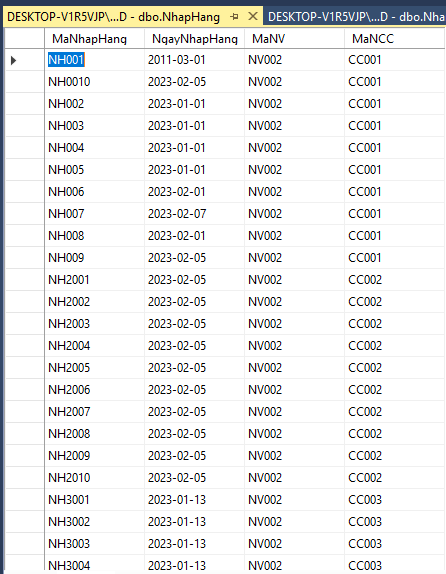 DESKTOP-V1R5VJP\...D - dbo.NhapHang DESKTOP-V1R5VJP\...D - dbo.Nha
MaNhapHang NgayNhapHang MaNV MaNCC
NH001 2011-03-01 NV002 CC001
NH0010 2023-02-05 NV002 CC001
NH002 2023-01-01 NV002 CC001
NH003 2023-01-01 NV002 CC001
NH004 2023-01-01 NV002 CC001
NH005 2023-01-01 NV002 CC001
NH006 2023-02-01 NV002 CC001
NH007 2023-02-07 NV002 CC001
NH008 2023-02-01 NV002 CC001
NH009 2023-02-05 NV002 CC001
NH2001 2023-02-05 NV002 CC002
NH2002 2023-02-05 NV002 CC002
NH2003 2023-02-05 NV002 CC002
NH2004 2023-02-05 NV002 CC002
NH2005 2023-02-05 NV002 CC002
NH2006 2023-02-05 NV002 CC002
NH2007 2023-02-05 NV002 CC002
NH2008 2023-02-05 NV002 CC002
NH2009 2023-02-05 NV002 CC002
NH2010 2023-02-05 NV002 CC002
NH3001 2023-01-13 NV002 CC003
NH3002 2023-01-13 NV002 CC003
NH3003 2023-01-13 NV002 CC003
NH3004 2023-01-13 NV002 CC003